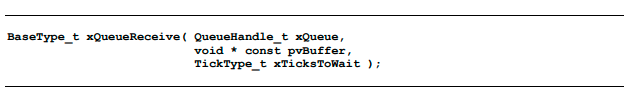 BaseType_t xQueueReceive( QueueHandle_t xQueue,
void * const pvBuffer,
TickType_t xTicksToWait );